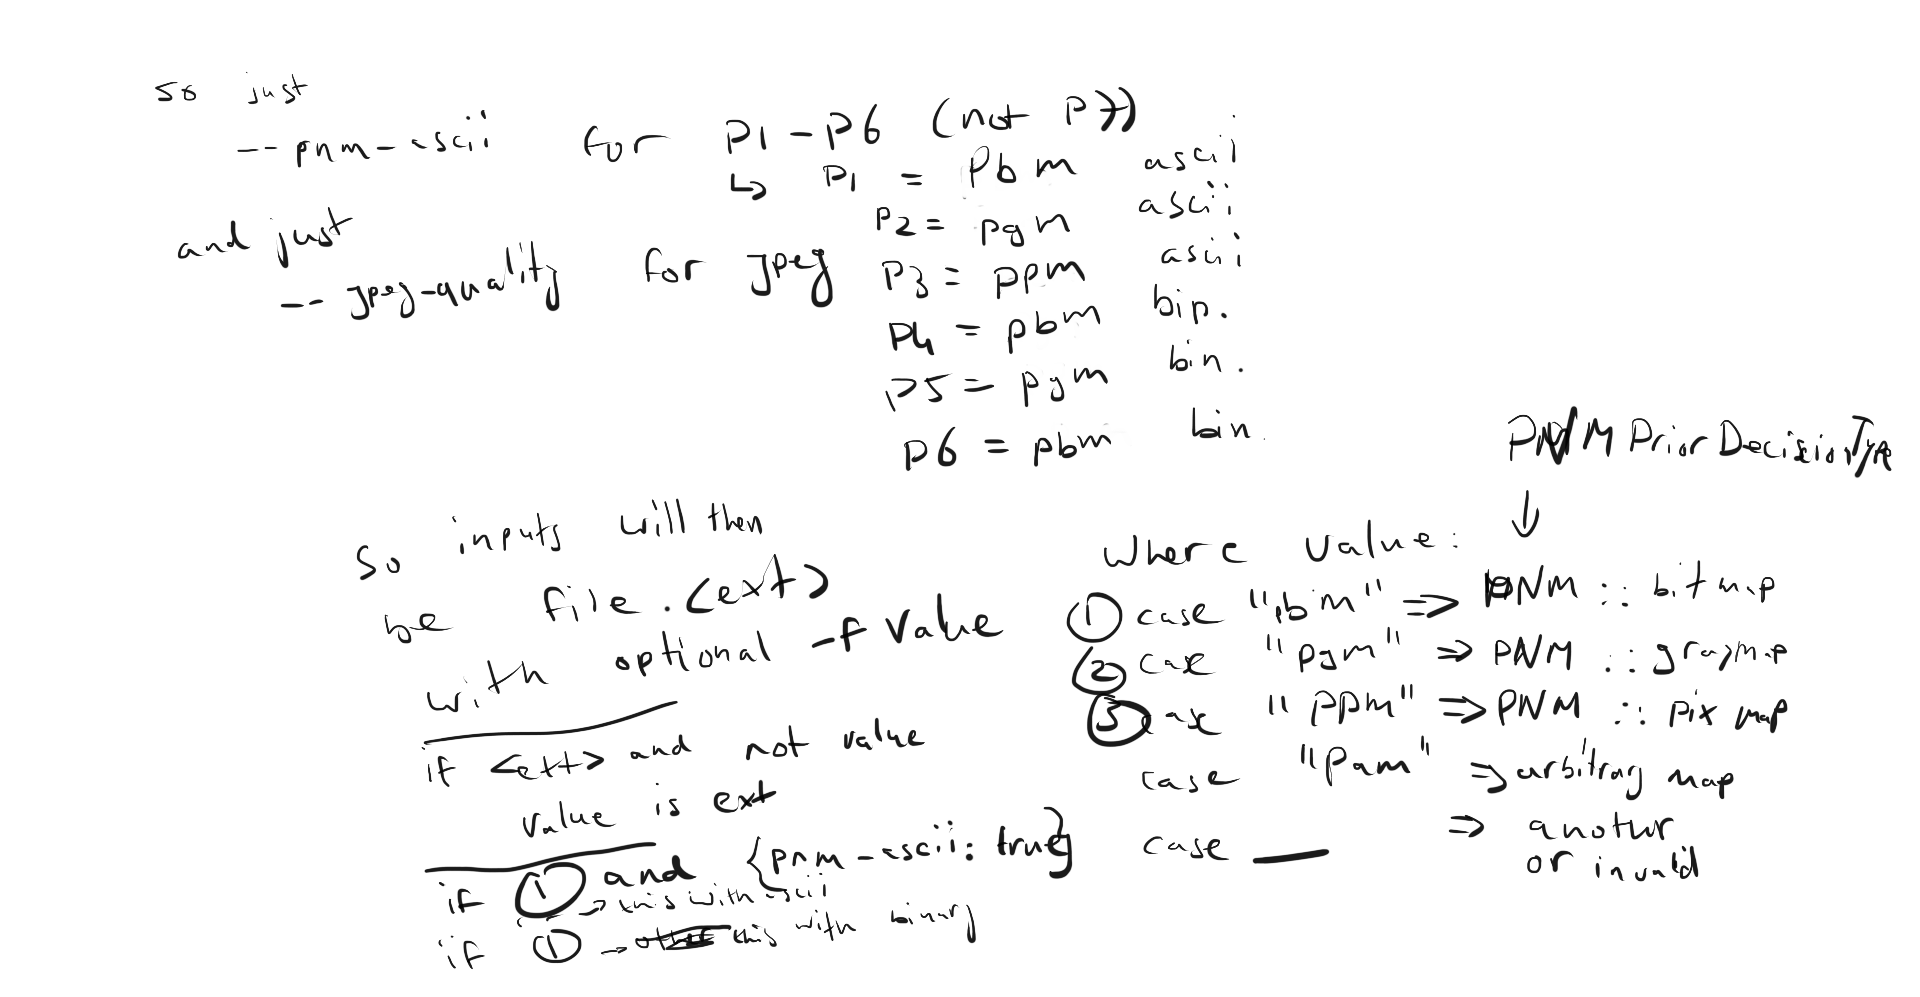 so just
-- pnm-ascii for P1 - P6 (not P7)
↳ P1 = Pbm ascii
P2 = pgm ascii
and just
-- jpeg-quality for jpeg
P3 = ppm ascii
P4 = pbm bin.
P5 = pgm bin.
P6 = pbm bin.
So inputs will then
be file.<ext>
with optional -f value
if <ext> and not value
value is ext
if ① and {pnm-ascii: true}
→ this with ascii
if ① → this with binary
PNM Prior Decision Type
↓
Where value:
① case "pbm" => PNM :: bitmap
② case "pgm" => PNM :: graymap
③ case "ppm" => PNM :: pix map
case "pam" => arbitrary map
case _ => another
or invalid